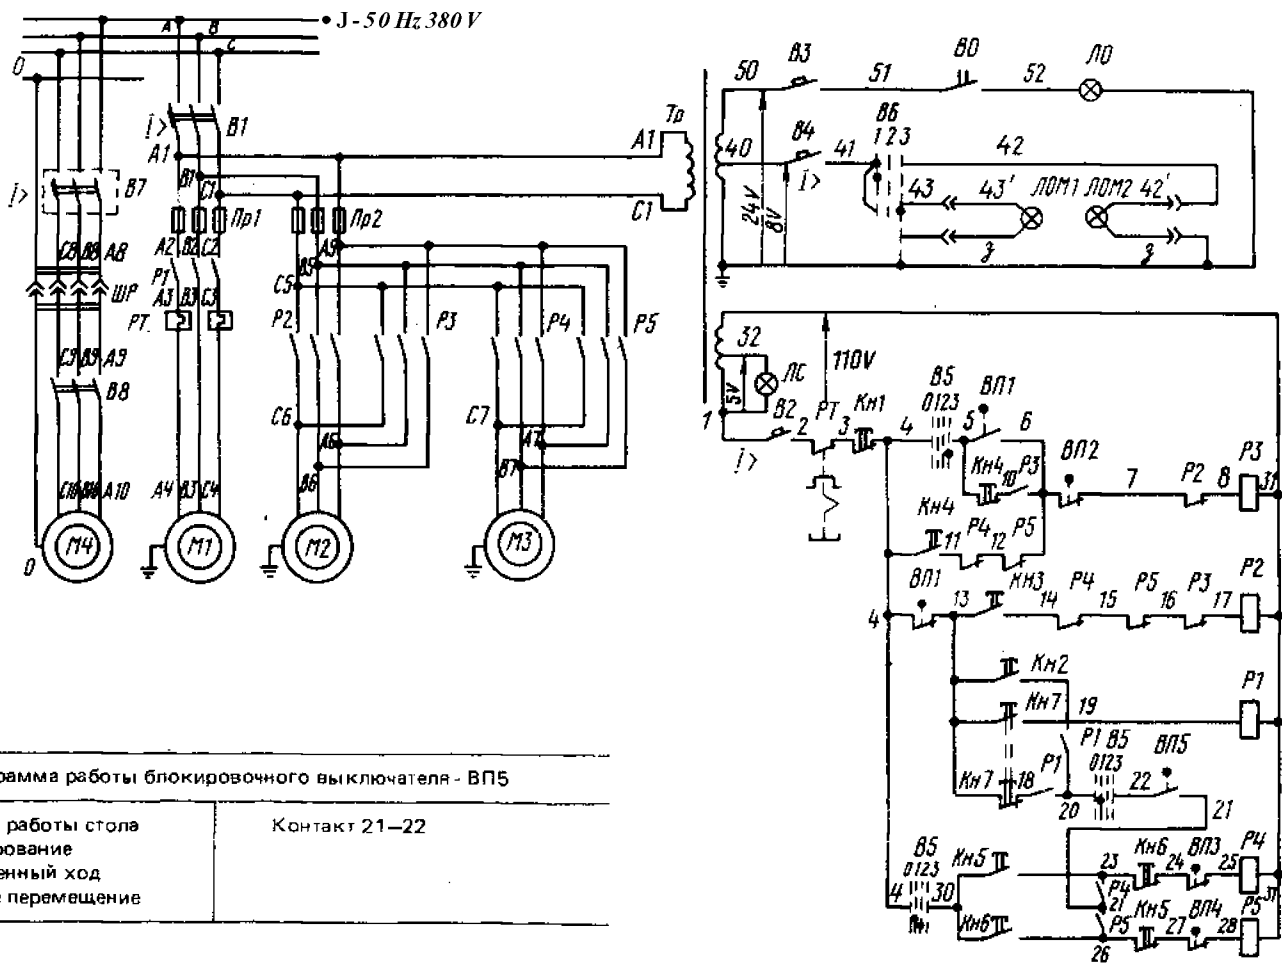 A B C J - 50 Hz 380 V
0
i> B1
A1
B1
C1
i> B7
Пр1 Пр2
A1 Тр
C1
C8 B8 A8
A2 B2 C2
A9
B5
C5
ШР
P1
A3 B3 C3
РТ
P2 P3 P4 P5
C9 B9 A9
B8
C6 C7
A6 A7
B6 B7
C10 B10 A10
A4 B3 C4
0
M4 M1 M2 M3
50 B3 51 B0 52 ЛО
40 B4 41 B6
1 2 3
i>
42
43 43' ЛОМ1 ЛОМ2 42'
24V
8V
з з
32
110V
5V
ЛС
1 B2 2 РТ 3 Кн1 4 B5 5 ВП1 6
0123
i>
Кн4 10 P3 ВП2 7 P2 8 P3 31
Кн4
11 P4 12 P5
4 ВП1 13 Кн3 14 P4 15 P5 16 P3 17 P2
Кн2
Кн7 19 P1
P1 B5 ВП5
0123
Кн7 18 P1 20 22 21
B5
0123
4 30
Кн5 23 Кн6 24 ВП3 25 P4
P4
21
31
P5
Кн6 26 P5 Кн5 27 ВП4 28
рамма работы блокировочного выключателя - ВП5
работы стола Контакт 21—22
ование
енный ход
перемещение